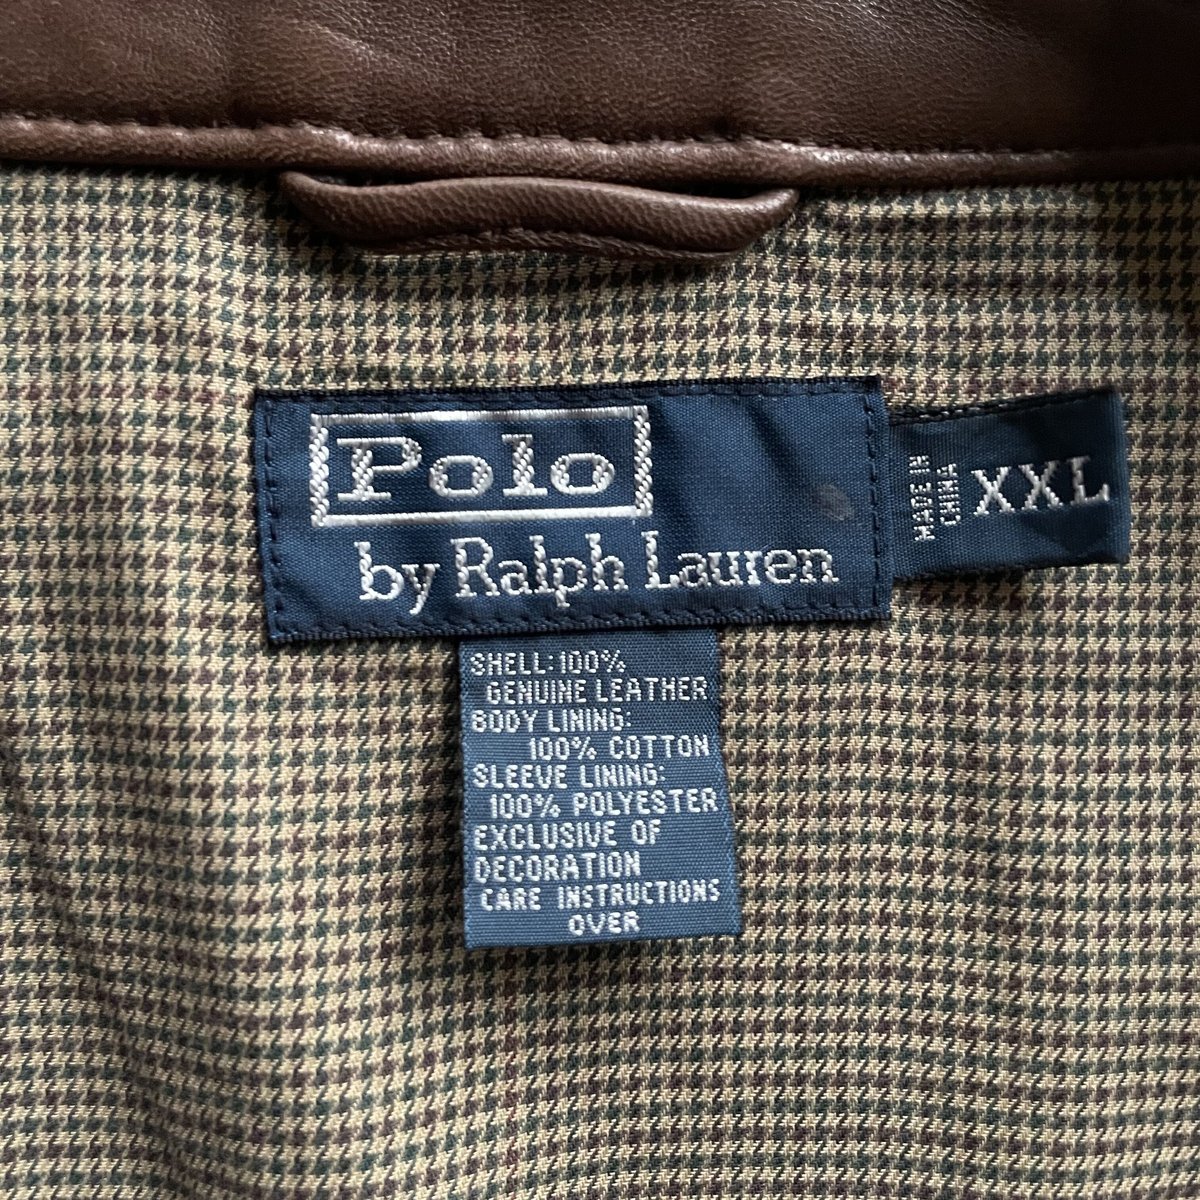 Polo
by Ralph Lauren
MADE IN
CHINA
XXL
SHELL: 100%
GENUINE LEATHER
BODY LINING:
100% COTTON
SLEEVE LINING:
100% POLYESTER
EXCLUSIVE OF
DECORATION
CARE INSTRUCTIONS
OVER